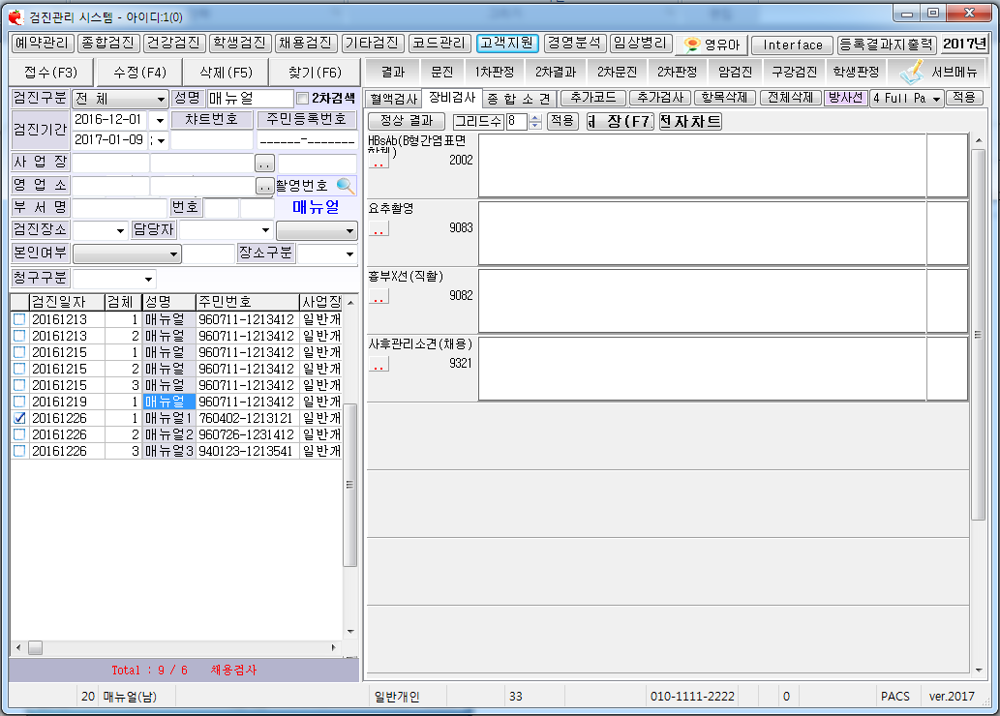 검진관리 시스템 - 아이디:1(0)
예약관리 종합검진 건강검진 학생검진 채용검진 기타검진 코드관리 고객지원 경영분석 임상병리 영유아 Interface 등록결과지출력 2017년
접수(F3) 수정(F4) 삭제(F5) 찾기(F6)
결과 문진 1차판정 2차결과 2차문진 2차판정 암검진 구강검진 학생판정 서브메뉴
검진구분 전 체 성명 매뉴얼 2차검색
혈액검사 장비검사 종 합 소 견 추가코드 추가검사 항목삭제 전체삭제 방사선 4 Full Pa 적용
검진기간 2016-12-01 챠트번호 주민등록번호
2017-01-09 ______-_______
정상 결과 그리드수 8 적용 장(F7 전자차트
사 업 장 ..
영 업 소 .. 촬영번호
부 서 명 번호 매뉴얼
검진장소 담당자
본인여부 장소구분
청구구분
검진일자 검체 성명 주민번호 사업장
20161213 1 매뉴얼 960711-1213412 일반개
20161213 2 매뉴얼 960711-1213412 일반개
20161215 1 매뉴얼 960711-1213412 일반개
20161215 2 매뉴얼 960711-1213412 일반개
20161215 3 매뉴얼 960711-1213412 일반개
20161219 1 매뉴얼 960711-1213412 일반개
20161226 1 매뉴얼1 760402-1213121 일반개
20161226 2 매뉴얼2 960726-1231412 일반개
20161226 3 매뉴얼3 940123-1213541 일반개
Total : 9 / 6 채용검사
HBsAb(B형간염표면
항체)
.. 2002
요추촬영
.. 9083
흉부X선(직촬)
.. 9082
사후관리소견(채용)
.. 9321
20 매뉴얼(남) 일반개인 33 010-1111-2222 0 PACS ver.2017